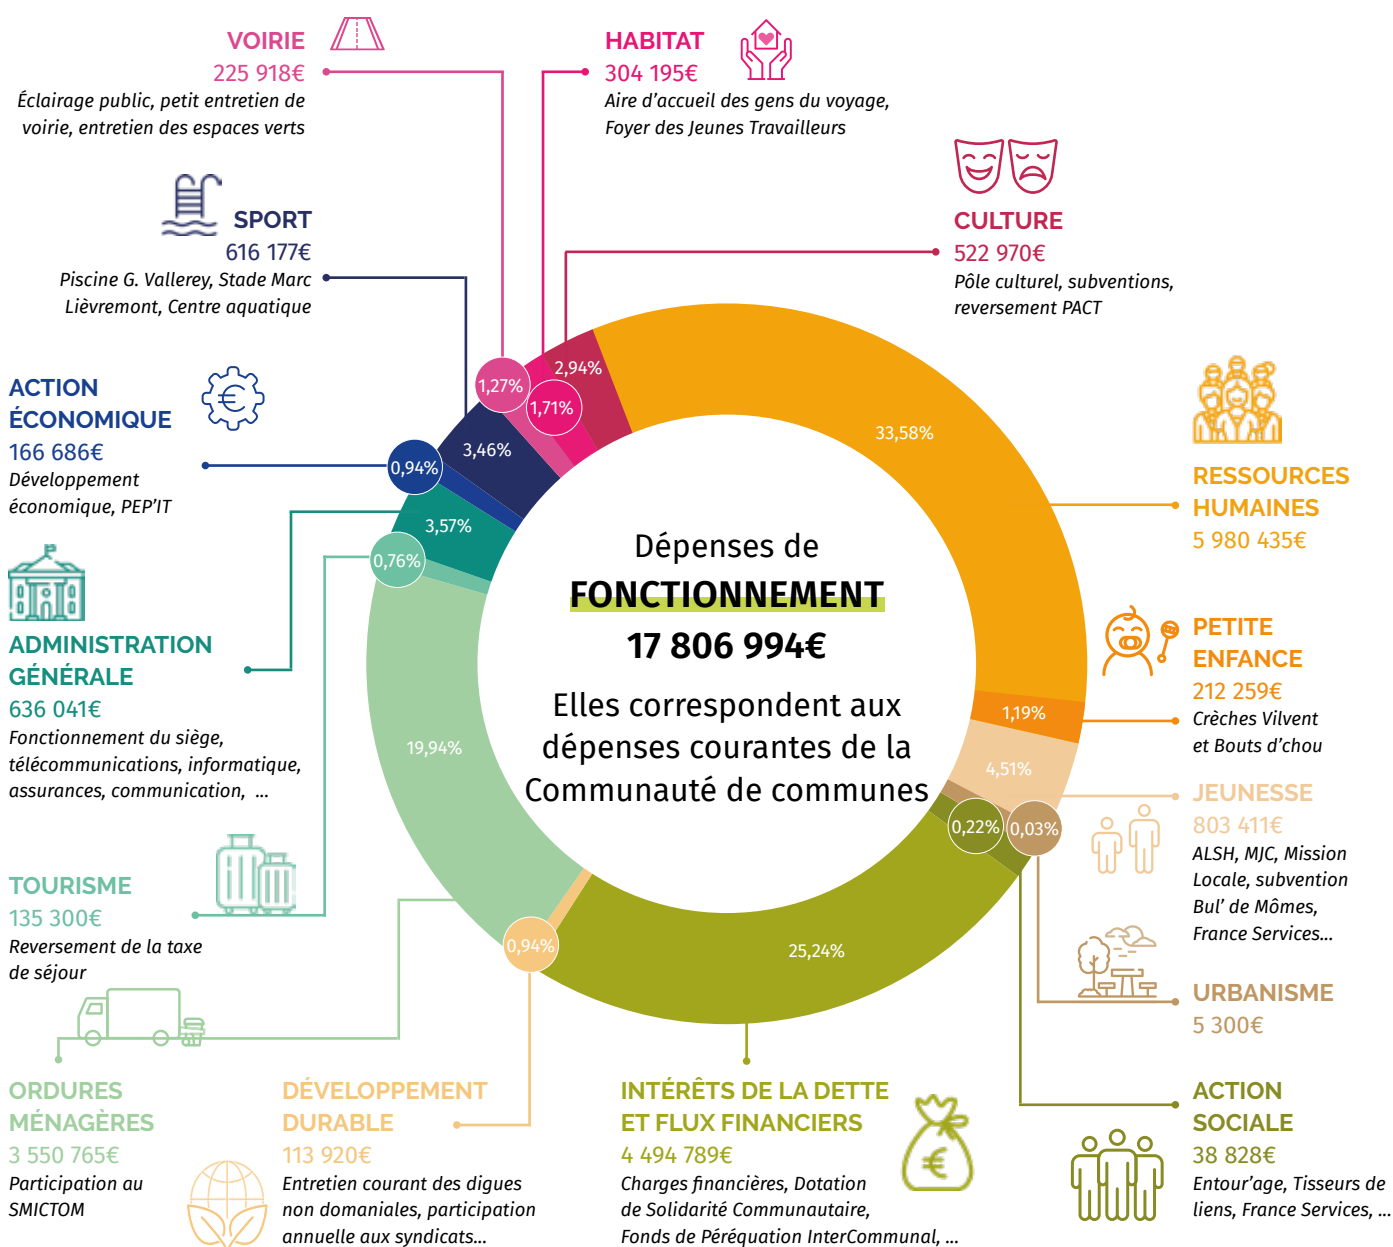 VOIRIE
225 918€
Éclairage public, petit entretien de
voirie, entretien des espaces verts
HABITAT
304 195€
Aire d'accueil des gens du voyage,
Foyer des Jeunes Travailleurs
CULTURE
522 970€
Pôle culturel, subventions,
reversement PACT
SPORT
616 177€
Piscine G. Vallerey, Stade Marc
Lièvremont, Centre aquatique
ACTION
ÉCONOMIQUE
166 686€
Développement
économique, PEP'IT
ADMINISTRATION
GÉNÉRALE
636 041€
Fonctionnement du siège,
télécommunications, informatique,
assurances, communication, ...
TOURISME
135 300€
Reversement de la taxe
de séjour
ORDURES
MÉNAGÈRES
3 550 765€
Participation au
SMICTOM
DÉVELOPPEMENT
DURABLE
113 920€
Entretien courant des digues
non domaniales, participation
annuelle aux syndicats...
INTÉRÊTS DE LA DETTE
ET FLUX FINANCIERS
4 494 789€
Charges financières, Dotation
de Solidarité Communautaire,
Fonds de Péréquation InterCommunal, ...
RESSOURCES
HUMAINES
5 980 435€
PETITE
ENFANCE
212 259€
Crèches Vilvent
et Bouts d'chou
JEUNESSE
803 411€
ALSH, MJC, Mission
Locale, subvention
Bul' de Mômes,
France Services...
URBANISME
5 300€
ACTION
SOCIALE
38 828€
Entour'age, Tisseurs de
liens, France Services, ...
2,94%
1,27%
1,71%
33,58%
3,46%
0,94%
3,57%
0,76%
19,94%
0,94%
25,24%
0,22%
0,03%
4,51%
1,19%
Dépenses de
FONCTIONNEMENT
17 806 994€
Elles correspondent aux
dépenses courantes de la
Communauté de communes